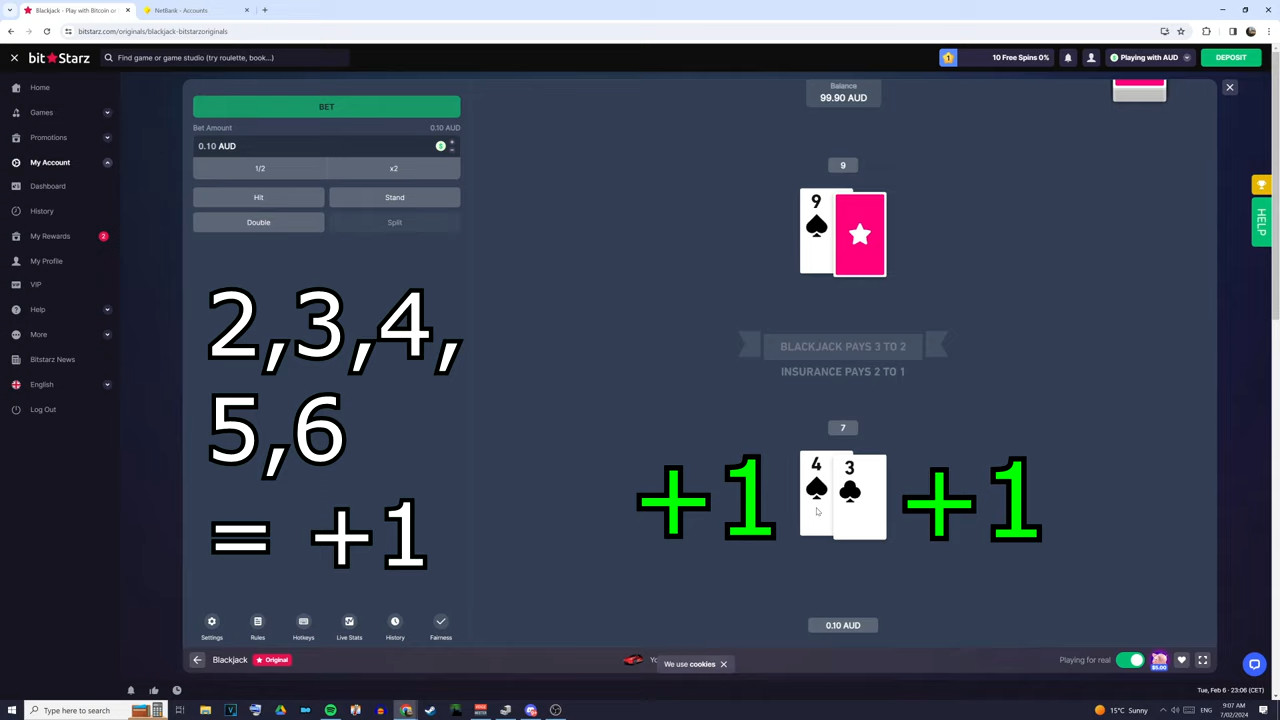 Blackjack - Play with Bitcoin or
NetBank - Accounts
bitstarz.com/originals/blackjack-bitstarzoriginals
bitStarz
Find game or game studio (try roulette, book...)
1
10 Free Spins 0%
Playing with AUD
DEPOSIT
Home
Games
Promotions
My Account
Dashboard
History
My Rewards 2
My Profile
VIP
Help
More
Bitstarz News
English
Log Out
BET
Bet Amount 0.10 AUD
0.10 AUD
1/2 x2
Hit Stand
Double Split
2,3,4,
5,6
= +1
Balance
99.90 AUD
9
9
BLACKJACK PAYS 3 TO 2
INSURANCE PAYS 2 TO 1
7
+1 4 3 +1
0.10 AUD
HELP
Settings Rules Hotkeys Live Stats History Fairness
Blackjack Original
Yo
We use cookies
Playing for real
$5.00
Tue, Feb 6 - 23:06 (CET)
Type here to search
15°C Sunny
ENG
9:07 AM
7/02/2024